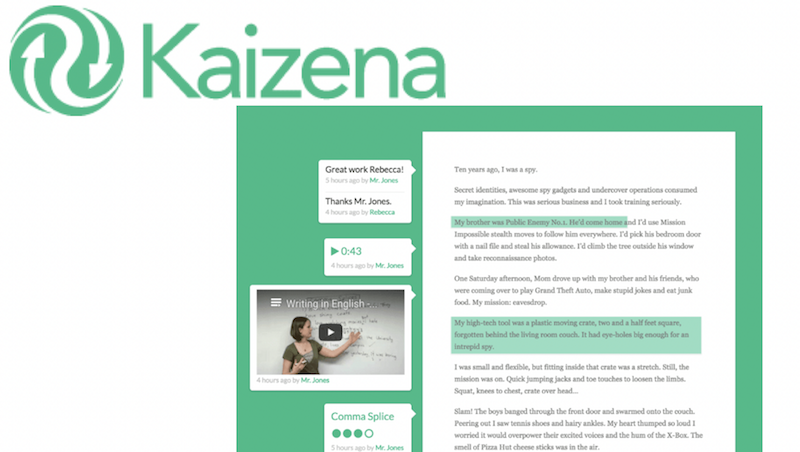 Kaizena
Great work Rebecca!
5 hours ago by Mr. Jones
Thanks Mr. Jones.
4 hours ago by Rebecca
0:43
4 hours ago by Mr. Jones
Writing in English -...
4 hours ago by Mr. Jones
Comma Splice
5 hours ago by Mr. Jones
Ten years ago, I was a spy.
Secret identities, awesome spy gadgets and undercover operations consumed
my imagination. This was serious business and I took training seriously.
My brother was Public Enemy No.1. He'd come home and I'd use Mission
Impossible stealth moves to follow him everywhere. I'd pick his bedroom door
with a nail file and steal his allowance. I'd climb the tree outside his window
and take reconnaissance photos.
One Saturday afternoon, Mom drove up with my brother and his friends, who
were coming over to play Grand Theft Auto, make stupid jokes and eat junk
food. My mission: eavesdrop.
My high-tech tool was a plastic moving crate, two and a half feet square,
forgotten behind the living room couch. It had eye-holes big enough for an
intrepid spy.
I was small and flexible, but fitting inside that crate was a stretch. Still, the
mission was on. Quick jumping jacks and toe touches to loosen the limbs.
Squat, knees to chest, crate over head...
Slam! The boys banged through the front door and swarmed onto the couch.
Peering out I saw tennis shoes and hairy ankles. My heart thumped so loud I
worried it would overpower their excited voices and the hum of the X-Box. The
smell of Pizza Hut cheese sticks was in the air.